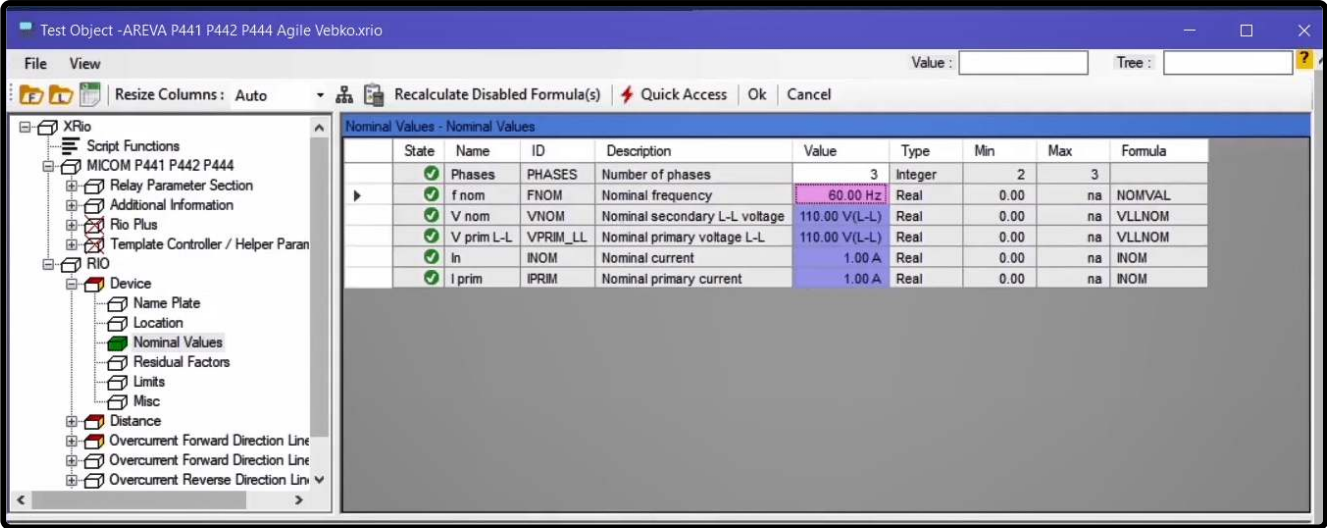 Test Object -AREVA P441 P442 P444 Agile Vebko.xrio
File View Value : Tree : ?
F L Resize Columns : Auto Recalculate Disabled Formula(s) Quick Access Ok Cancel
XRio
Script Functions
MICOM P441 P442 P444
Relay Parameter Section
Additional Information
Rio Plus
Template Controller / Helper Param
RIO
Device
Name Plate
Location
Nominal Values
Residual Factors
Limits
Misc
Distance
Overcurrent Forward Direction Line
Overcurrent Forward Direction Line
Overcurrent Reverse Direction Lin
Nominal Values - Nominal Values
State Name ID Description Value Type Min Max Formula
Phases PHASES Number of phases 3 Integer 2 3
f nom FNOM Nominal frequency 60.00 Hz Real 0.00 na NOMVAL
V nom VNOM Nominal secondary L-L voltage 110.00 V(L-L) Real 0.00 na VLLNOM
V prim L-L VPRIM_LL Nominal primary voltage L-L 110.00 V(L-L) Real 0.00 na VLLNOM
In INOM Nominal current 1.00 A Real 0.00 na INOM
I prim IPRIM Nominal primary current 1.00 A Real 0.00 na INOM